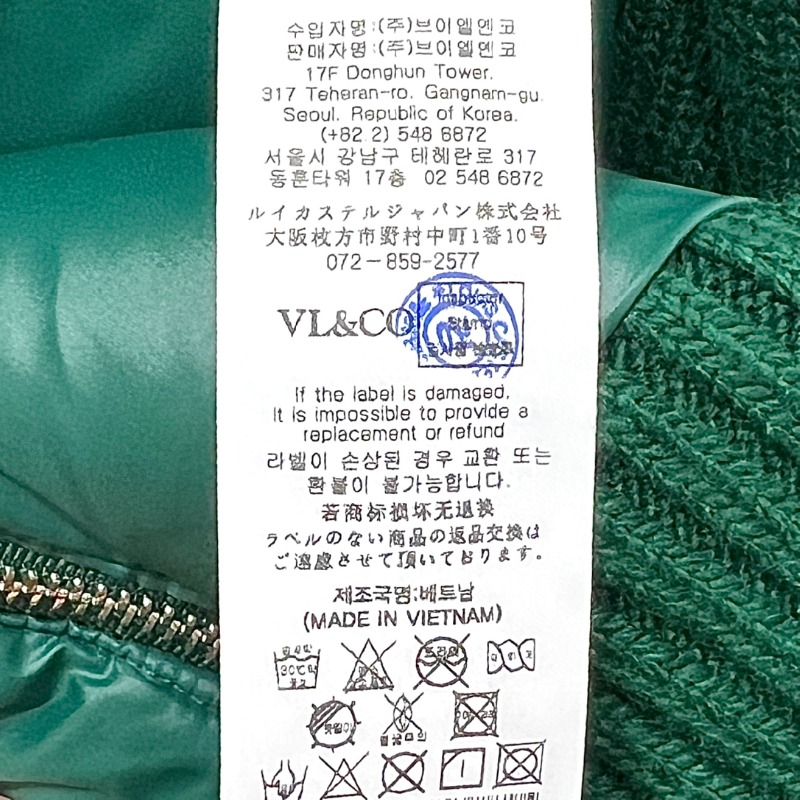 수입자명:(주)브이엘엔코
판매자명:(주)브이엘엔코
17F Donghun Tower.
317 Teheran-ro. Gangnam-gu.
Seoul. Republic of Korea.
(+82 2) 548 6872
서울시 강남구 테헤란로 317
동훈타워 17층 02 548 6872
ルイカステルジャパン株式会社
大阪枚方市野村中町1番10号
072-859-2577
VL&CO
If the label is damaged,
It is impossible to provide a
replacement or refund
라벨이 손상된 경우 교환 또는
환불이 불가능합니다.
若商标损坏无退换
ラベルのない商品の返品交換は
ご遠慮させて頂いております。
제조국명:베트남
(MADE IN VIETNAM)
30℃
드라이